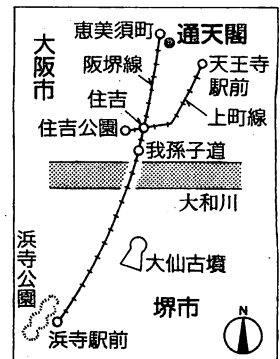 恵美須町
通天閣
大阪市
阪堺線
天王寺
駅前
住吉
住吉公園
上町線
我孫子道
大和川
浜寺公園
大仙古墳
堺市
浜寺駅前
N